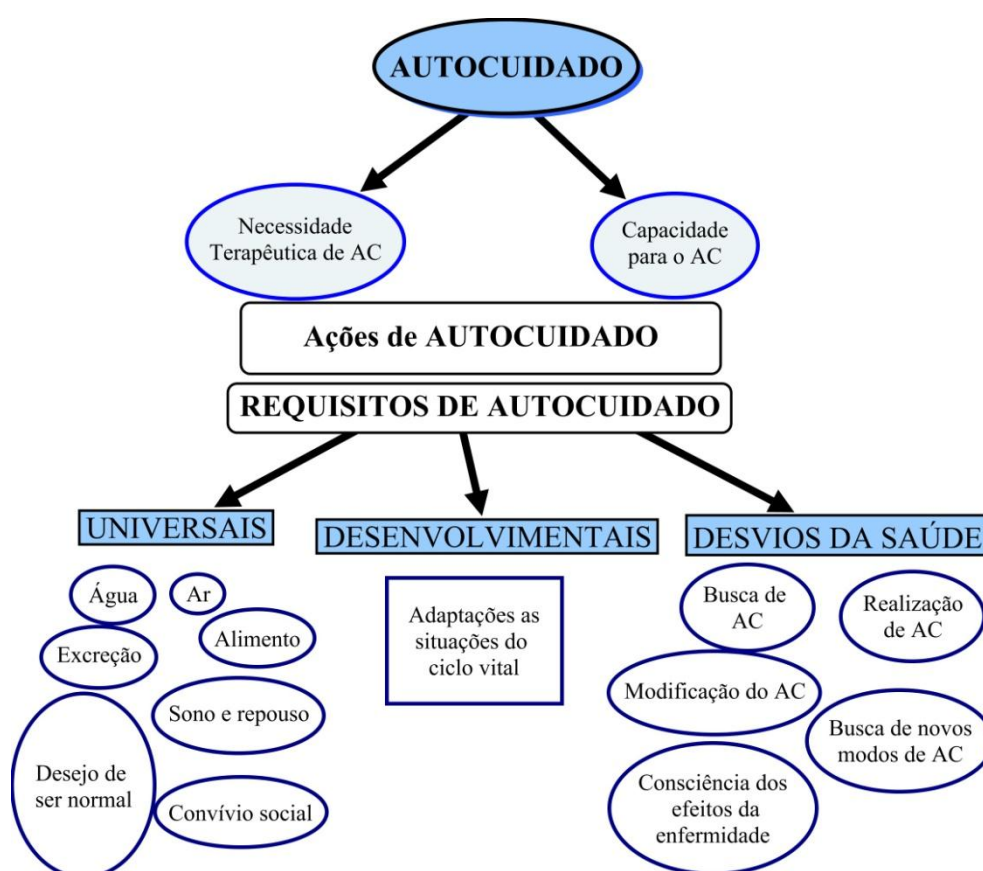 AUTOCUIDADO
Necessidade
Terapêutica de AC
Capacidade
para o AC
Ações de AUTOCUIDADO
REQUISITOS DE AUTOCUIDADO
UNIVERSAIS
Água
Ar
Alimento
Excreção
Sono e repouso
Desejo de
ser normal
Convívio social
DESENVOLVIMENTAIS
Adaptações as
situações do
ciclo vital
DESVIOS DA SAÚDE
Busca de
AC
Realização
de AC
Modificação do AC
Busca de novos
modos de AC
Consciência dos
efeitos da
enfermidade